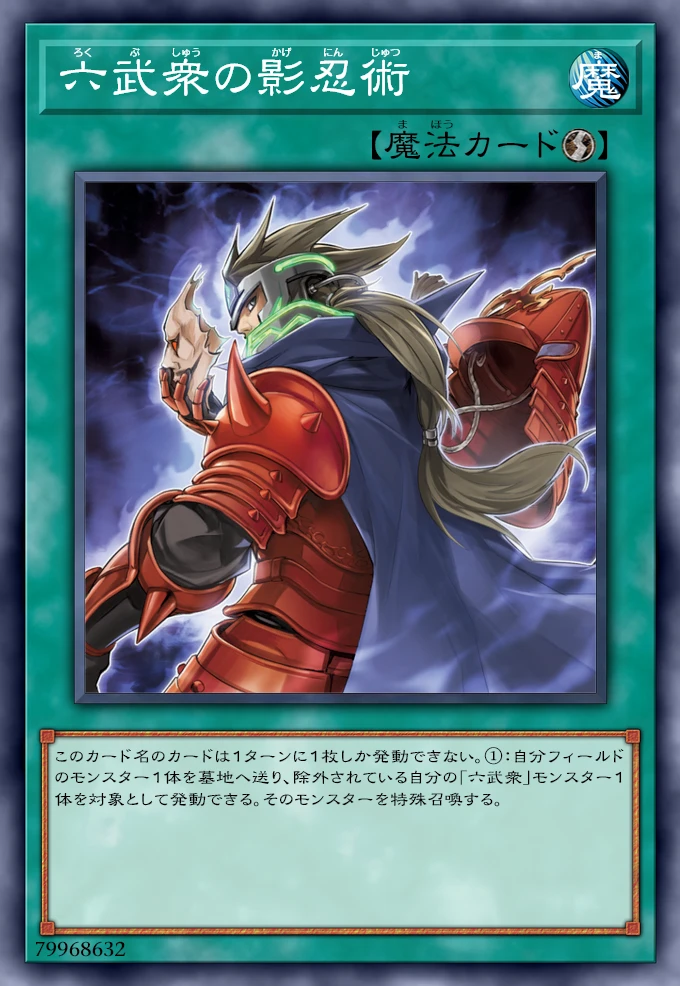 六武衆の影忍術
魔
【魔法カード】
このカード名のカードは1ターンに1枚しか発動できない。①:自分フィールド
のモンスター1体を墓地へ送り、除外されている自分の「六武衆」モンスター1
体を対象として発動できる。そのモンスターを特殊召喚する。
79968632